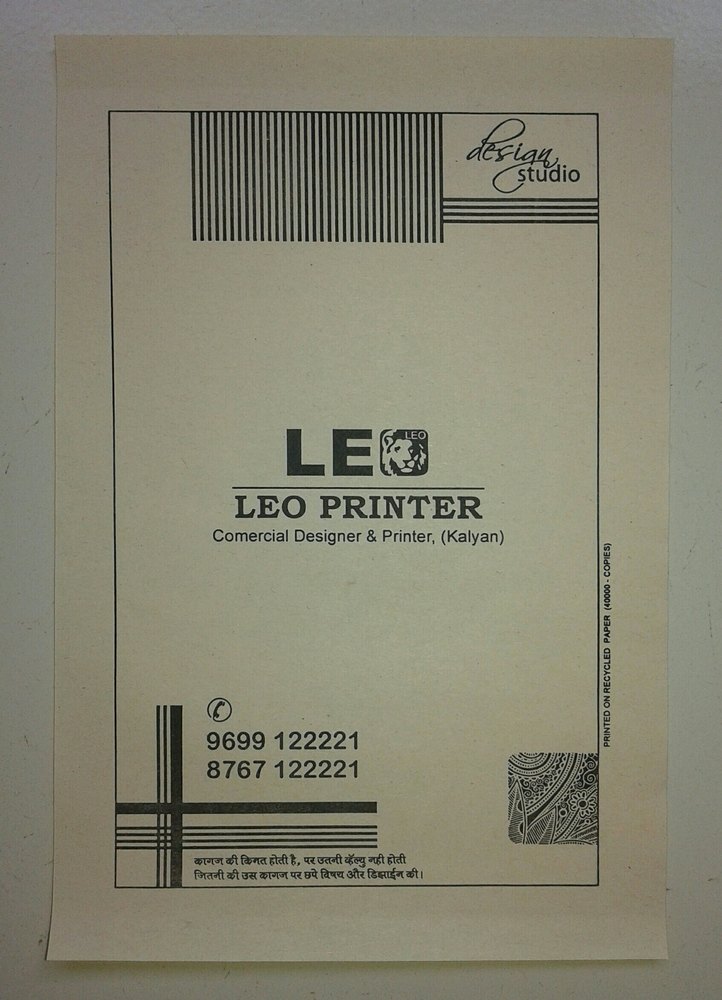 design
studio
LEO
LEO
LEO PRINTER
Comercial Designer & Printer, (Kalyan)
PRINTED ON RECYCLED PAPER (40000 - COPIES)
9699 122221
8767 122221
कागज की किमत होती है, पर उतनी व्हॅल्यु नही होती
जितनी की उस कागज पर छपे विषय और डिझाईन की।